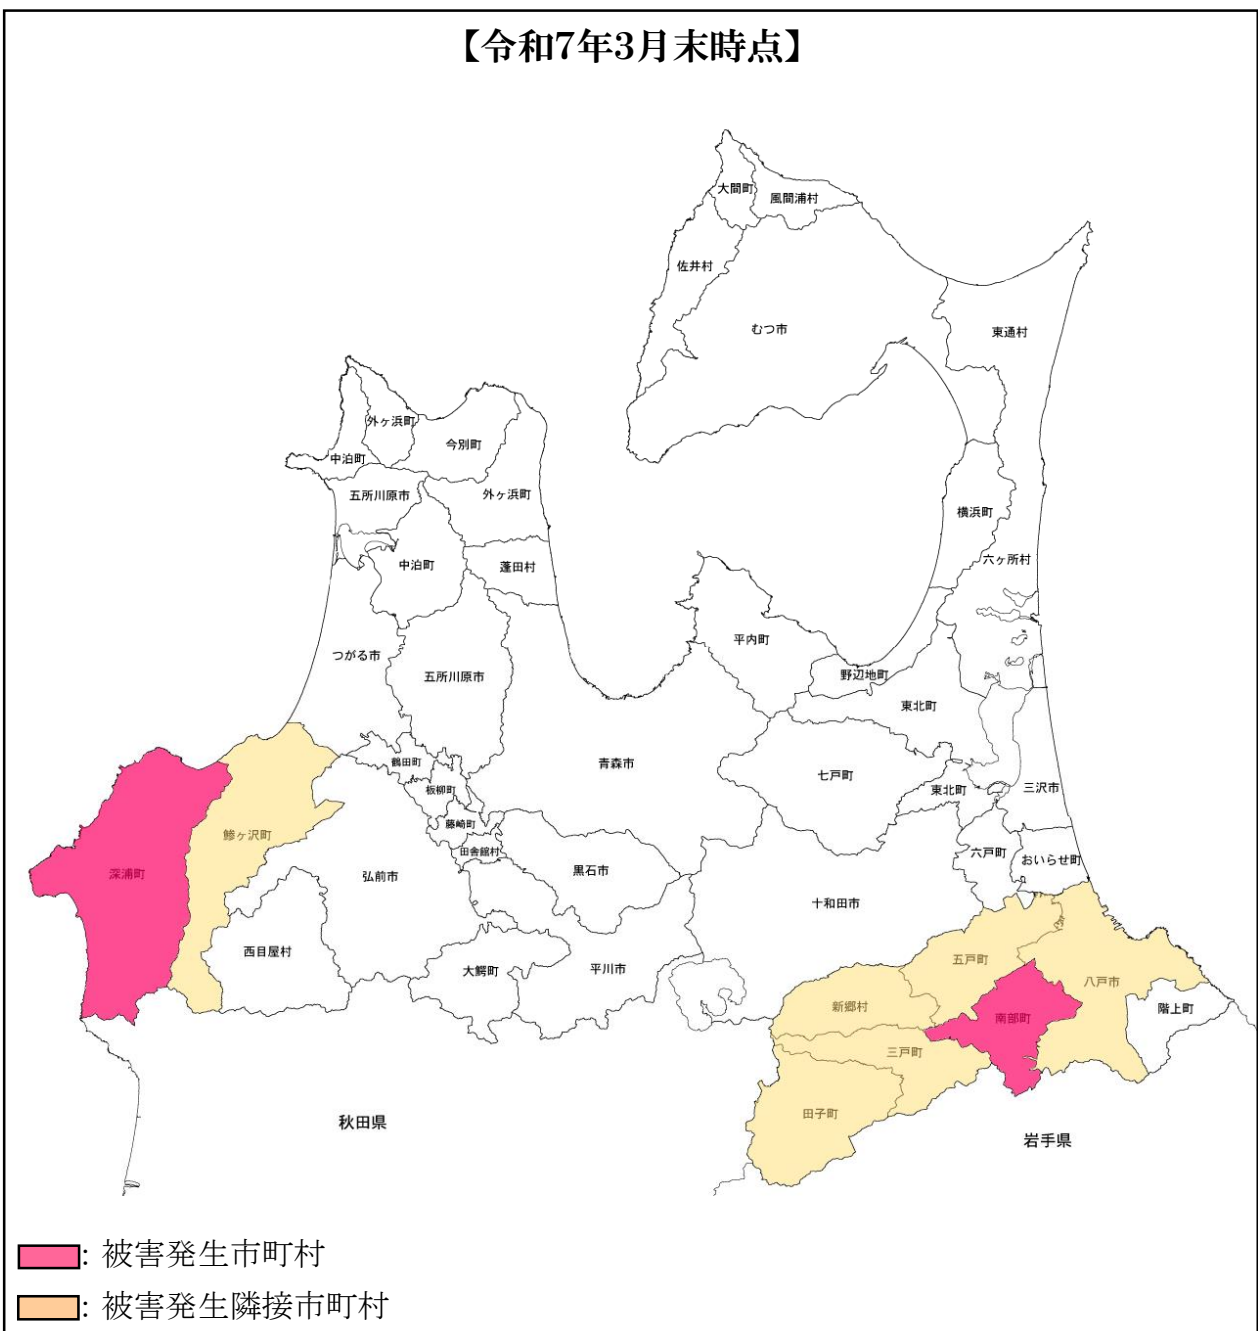 【令和7年3月末時点】
大間町
風間浦村
佐井村
むつ市
東通村
外ヶ浜町
今別町
中泊町
五所川原市
外ヶ浜町
横浜町
中泊町
蓬田村
六ヶ所村
平内町
つがる市
五所川原市
野辺地町
東北町
鶴田町
青森市
七戸町
板柳町
東北町
三沢市
藤崎町
鰺ヶ沢町
田舎館村
六戸町
おいらせ町
深浦町
弘前市
黒石市
十和田市
西目屋村
大鰐町
平川市
五戸町
八戸市
新郷村
南部町
階上町
三戸町
田子町
秋田県
岩手県
: 被害発生市町村
: 被害発生隣接市町村